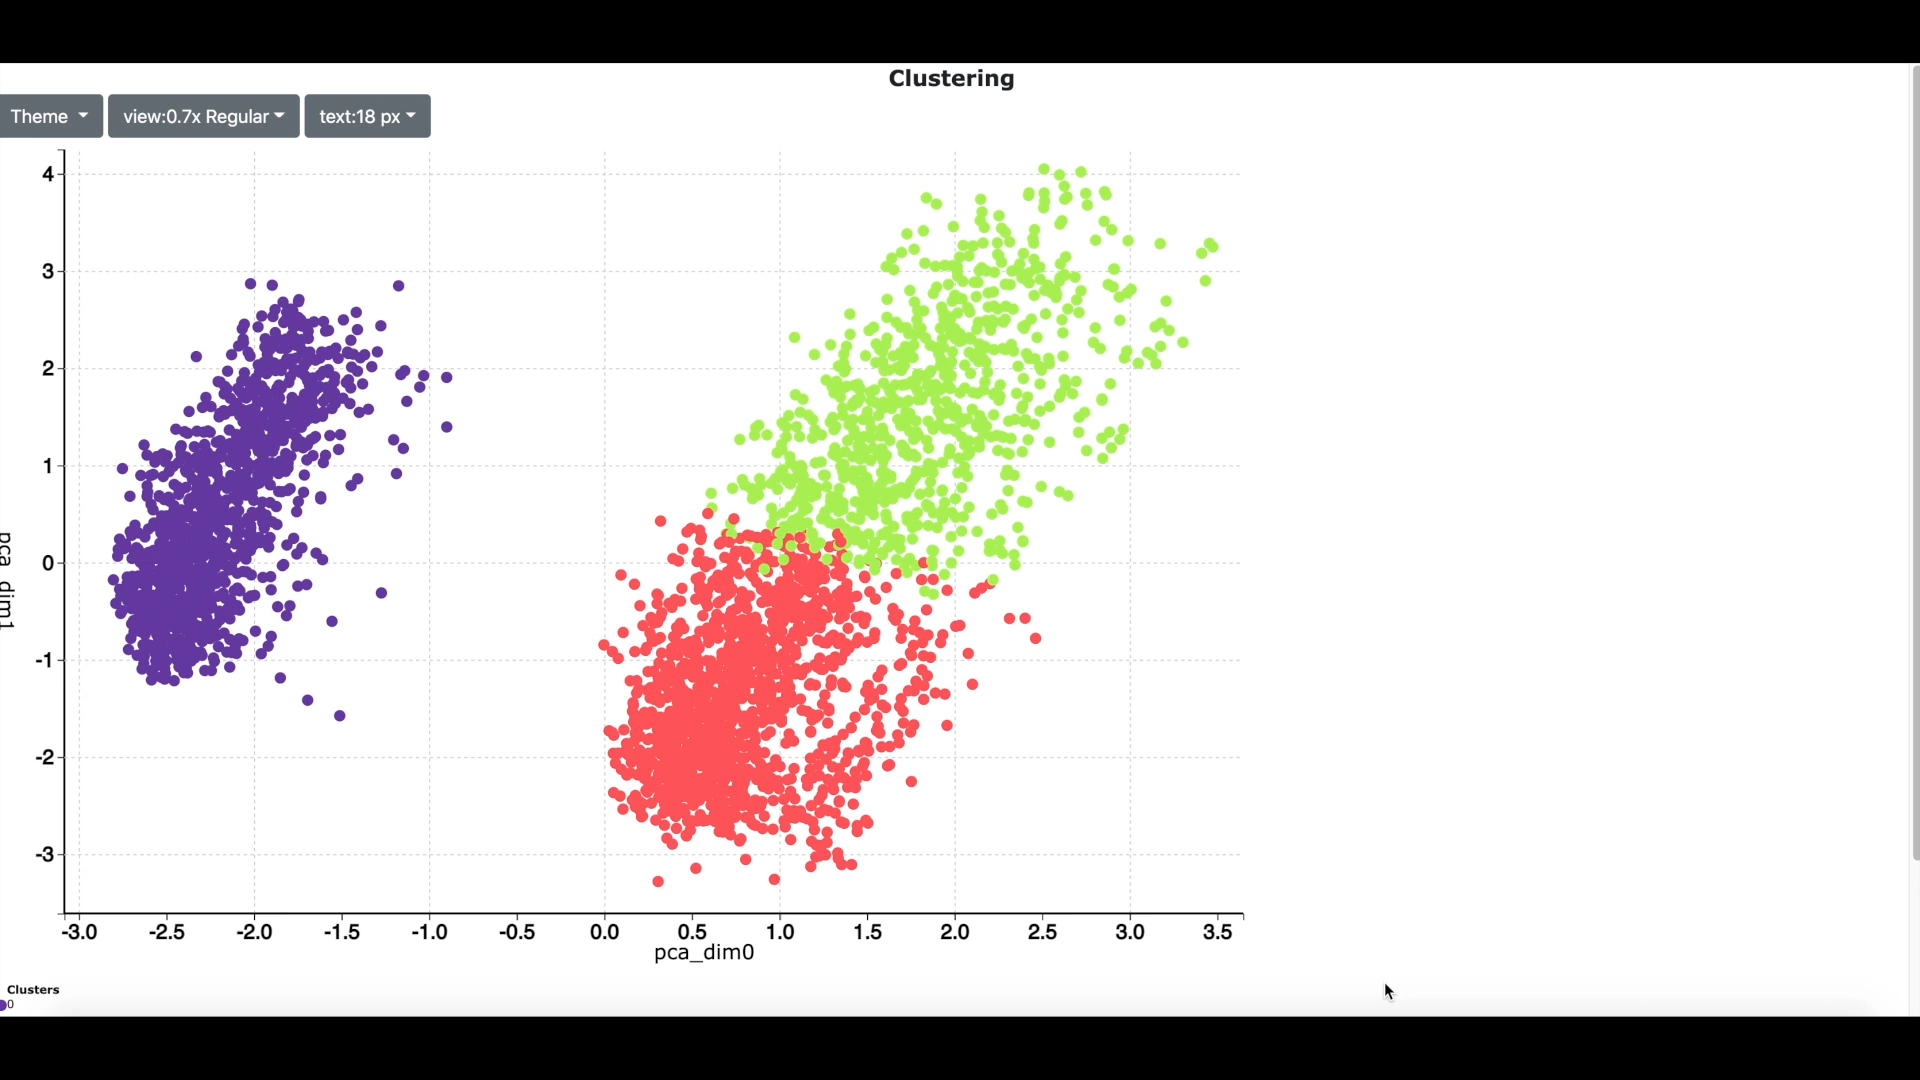 Clustering
Theme
view:0.7x Regular
text:18 px
4
3
2
1
0
-1
-2
-3
pca_dim1
-3.0 -2.5 -2.0 -1.5 -1.0 -0.5 0.0 0.5 1.0 1.5 2.0 2.5 3.0 3.5
pca_dim0
Clusters
0